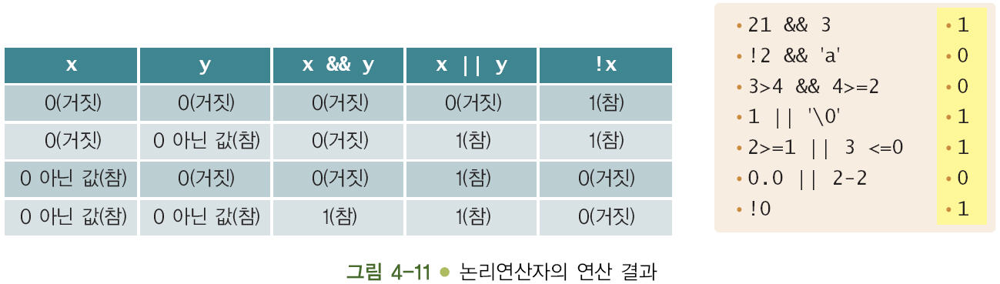 x y x && y x || y !x
0(거짓) 0(거짓) 0(거짓) 0(거짓) 1(참)
0(거짓) 0 아닌 값(참) 0(거짓) 1(참) 1(참)
0 아닌 값(참) 0(거짓) 0(거짓) 1(참) 0(거짓)
0 아닌 값(참) 0 아닌 값(참) 1(참) 1(참) 0(거짓)
• 21 && 3 • 1
• !2 && 'a' • 0
• 3>4 && 4>=2 • 0
• 1 || '\0' • 1
• 2>=1 || 3 <=0 • 1
• 0.0 || 2-2 • 0
• !0 • 1
그림 4-11 ● 논리연산자의 연산 결과